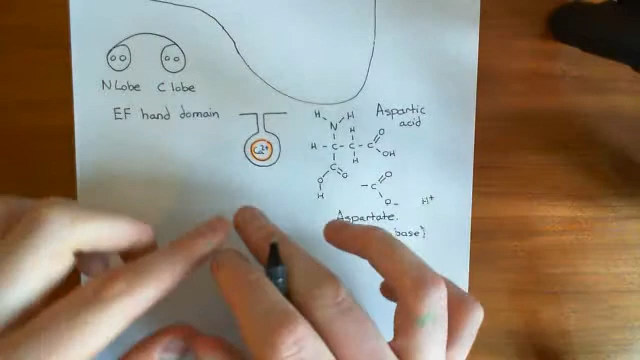 N Lobe C lobe
EF hand domain
Ca2+
Aspartic
acid
H H
N
H
H - C - C - C O
OH
H
C O
O
H
- C O
O-
H+
Aspartate.
base}